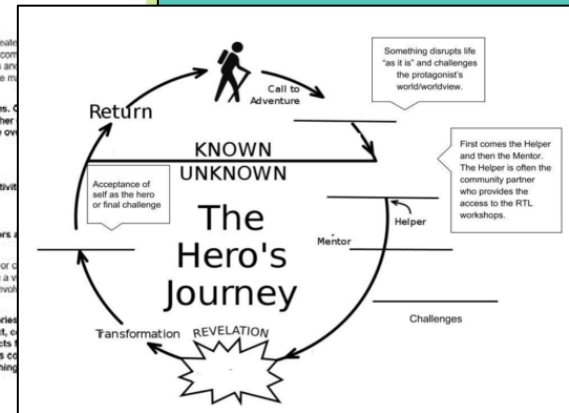 Return
Call to
Adventure
Something disrupts life
"as it is" and challenges
the protagonist's
world/worldview.
KNOWN
UNKNOWN
First comes the Helper
and then the Mentor.
The Helper is often the
community partner
who provides the
access to the RTL
workshops.
Acceptance of
self as the hero
or final challenge
The
Hero's
Journey
Helper
Mentor
Challenges
Transformation
REVELATION